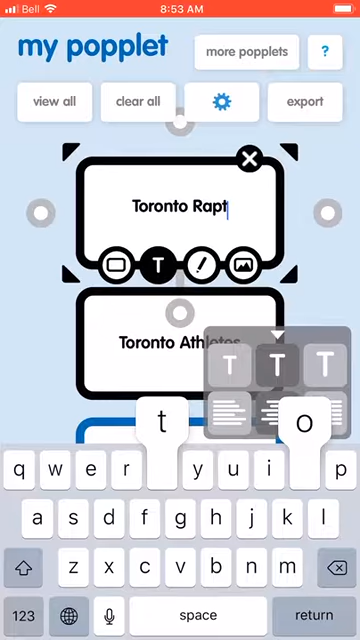 Bell 8:53 AM
my popplet
more popplets
?
view all
clear all
export
Toronto Rapt
T
Toronto Athletes
T T T
t
o
q w e r y u i p
a s d f g h j k l
z x c v b n m
123
space
return